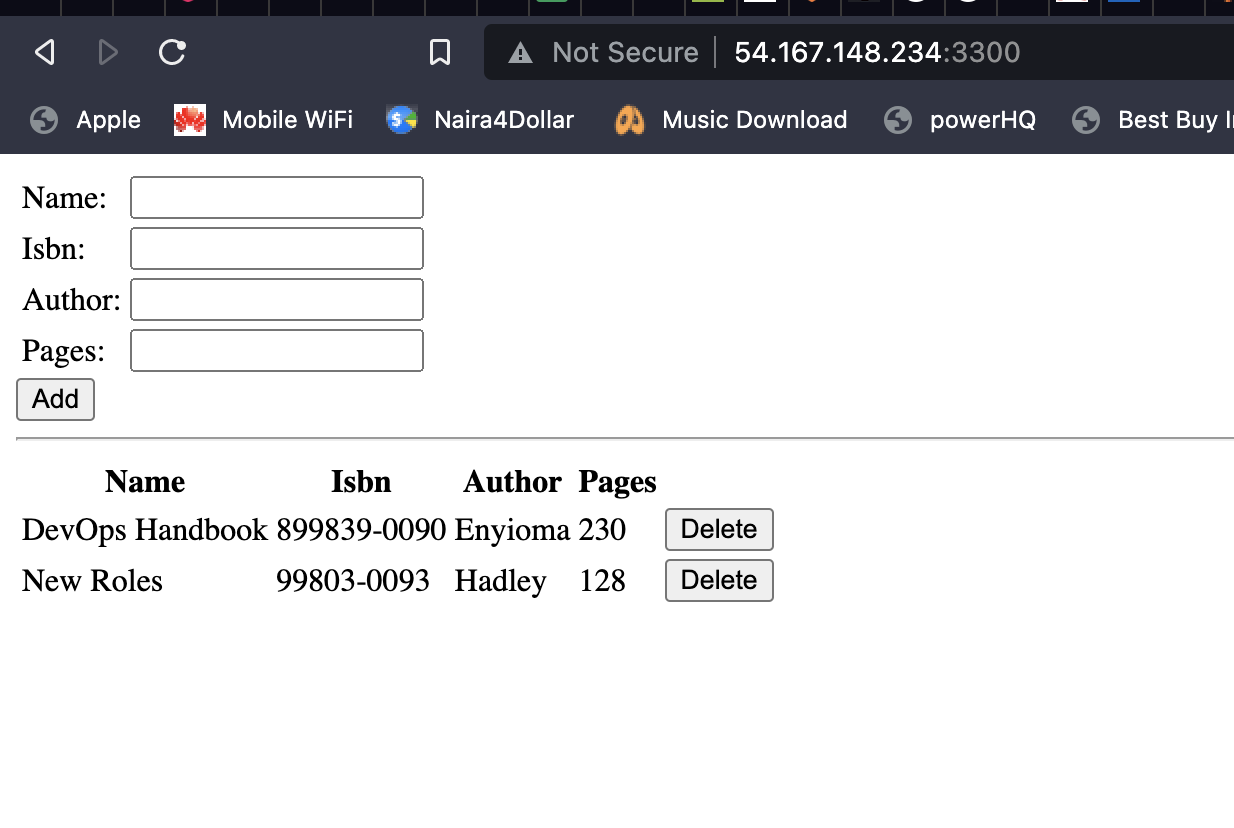 Not Secure 54.167.148.234:3300
Apple Mobile WiFi Naira4Dollar Music Download powerHQ Best Buy
Name:
Isbn:
Author:
Pages:
Add
Name Isbn Author Pages
DevOps Handbook 899839-0090 Enyioma 230 Delete
New Roles 99803-0093 Hadley 128 Delete